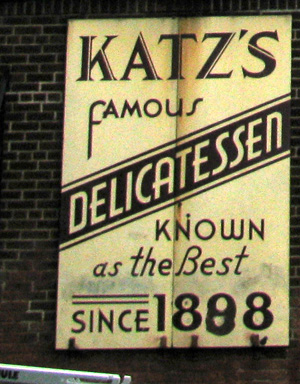 KATZ'S
fAMOUS
DELICATESSEN
KNOWN
as the Best
SINCE 1888